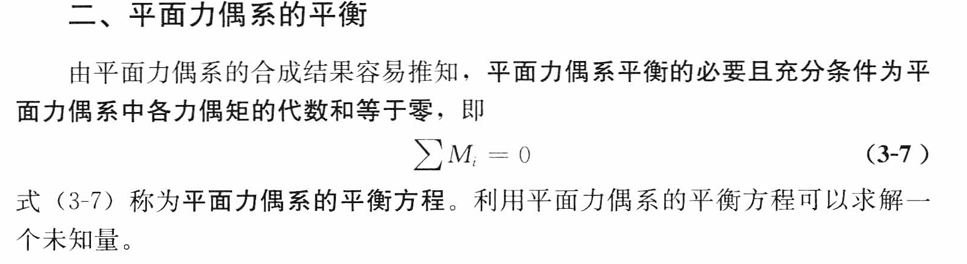 二、平面力偶系的平衡
由平面力偶系的合成结果容易推知，平面力偶系平衡的必要且充分条件为平
面力偶系中各力偶矩的代数和等于零，即
∑Mᵢ = 0 (3-7)
式（3-7）称为平面力偶系的平衡方程。利用平面力偶系的平衡方程可以求解一
个未知量。